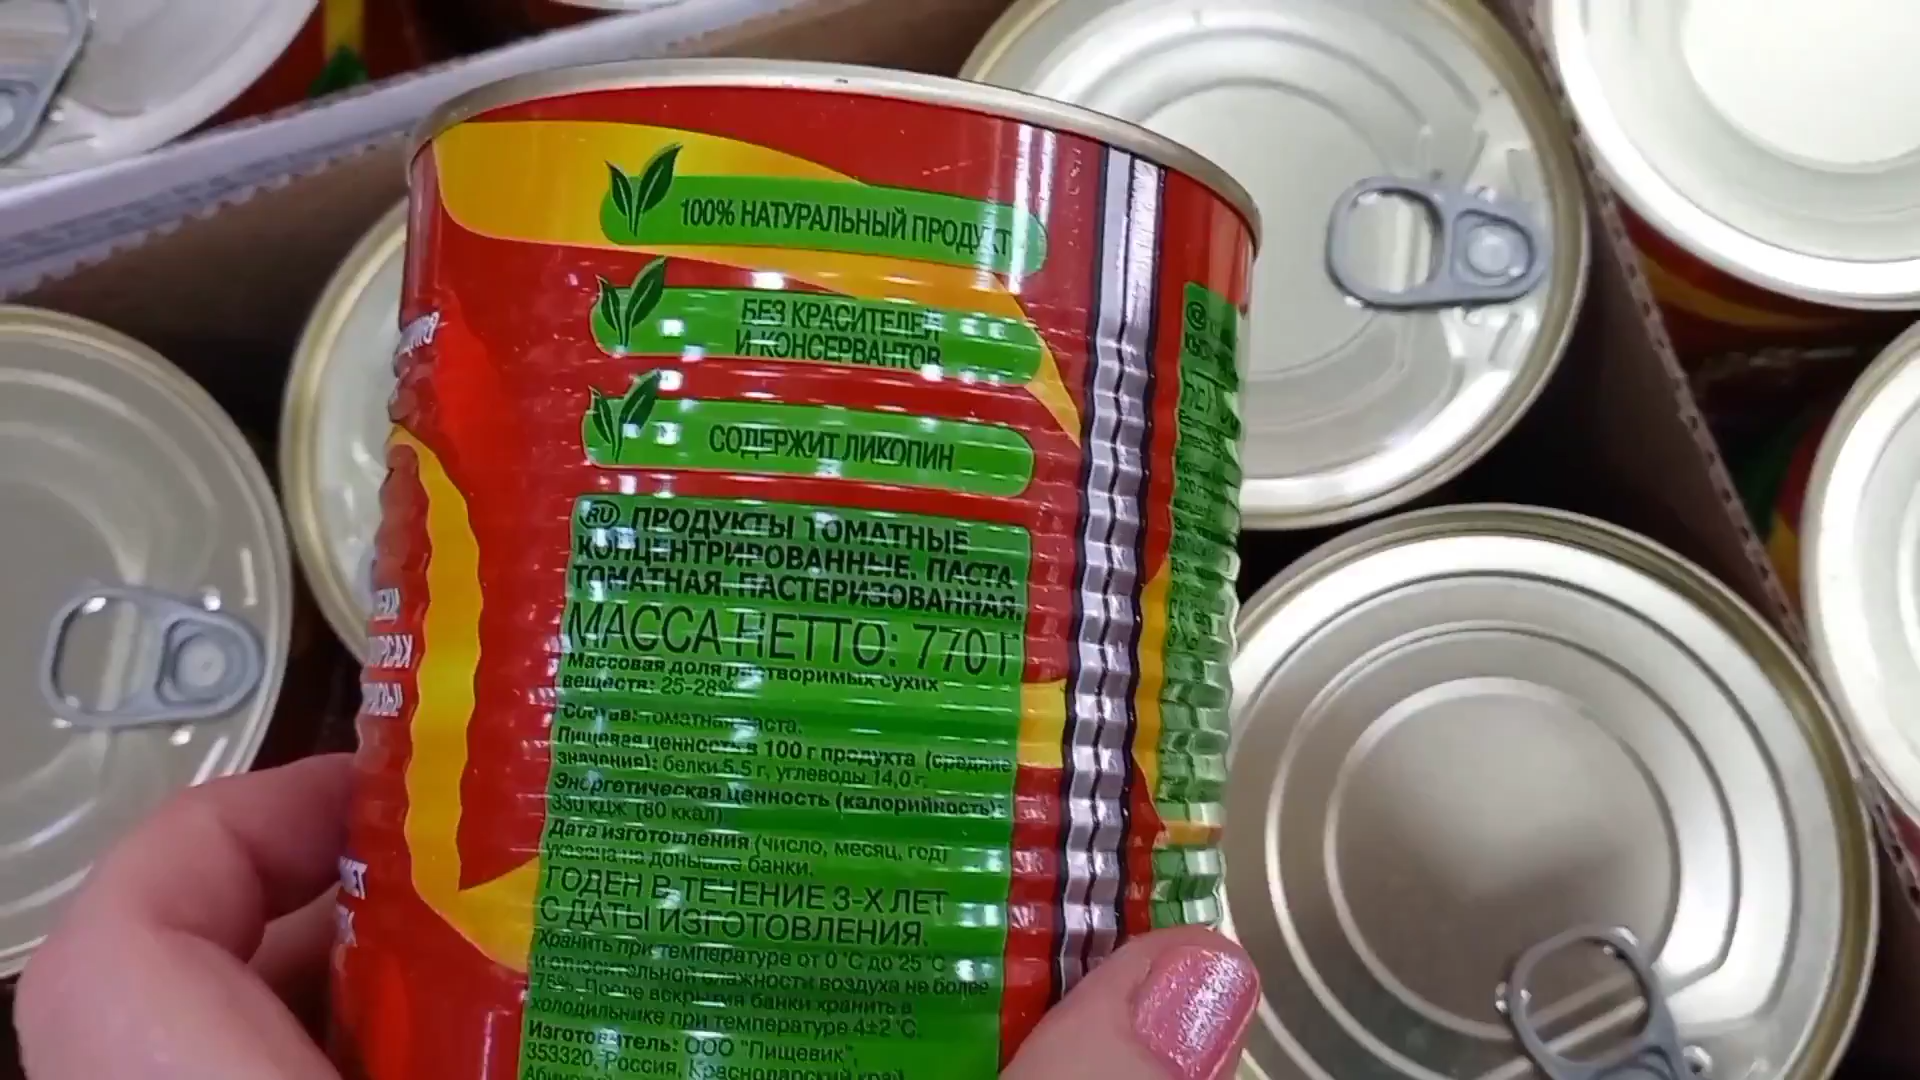 100% НАТУРАЛЬНЫЙ ПРОДУКТ
БЕЗ КРАСИТЕЛЕЙ
И КОНСЕРВАНТОВ
СОДЕРЖИТ ЛИКОПИН
RU ПРОДУКТЫ ТОМАТНЫЕ
КОНЦЕНТРИРОВАННЫЕ. ПАСТА
ТОМАТНАЯ. ПАСТЕРИЗОВАННАЯ.
МАССА НЕТТО: 770 г
Массовая доля растворимых сухих
веществ: 25-28%
Состав: томатная паста.
Пищевая ценность в 100 г продукта (средние
значения): белки 5,5 г, углеводы 14,0 г.
Энергетическая ценность (калорийность):
330 кДж (80 ккал)
Дата изготовления (число, месяц, год)
указана на донышке банки.
ГОДЕН В ТЕЧЕНИЕ 3-Х ЛЕТ
С ДАТЫ ИЗГОТОВЛЕНИЯ.
Хранить при температуре от 0 °С до 25 °С
и относительной влажности воздуха не более
75%. После вскрытия банки хранить в
холодильнике при температуре 4±2 °С.
Изготовитель: ООО "Пищевик",
353320, Россия, Краснодарский край,